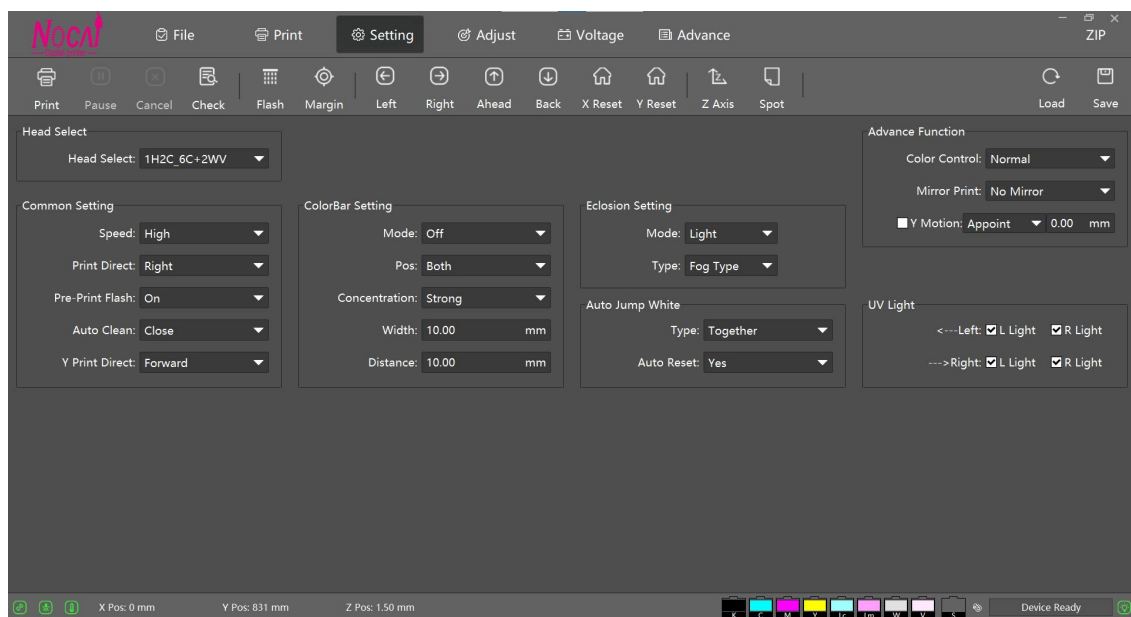 Nocai
File Print Setting Adjust Voltage Advance ZIP
Print Pause Cancel Check Flash Margin Left Right Ahead Back X Reset Y Reset Z Axis Spot Load Save
Head Select
Head Select: 1H2C_6C+2WV
Common Setting
Speed: High
Print Direct: Right
Pre-Print Flash: On
Auto Clean: Close
Y Print Direct: Forward
ColorBar Setting
Mode: Off
Pos: Both
Concentration: Strong
Width: 10.00 mm
Distance: 10.00 mm
Eclosion Setting
Mode: Light
Type: Fog Type
Auto Jump White
Type: Together
Auto Reset: Yes
Advance Function
Color Control: Normal
Mirror Print: No Mirror
Y Motion: Appoint 0.00 mm
UV Light
<---Left: L Light R Light
--->Right: L Light R Light
X Pos: 0 mm Y Pos: 831 mm Z Pos: 1.50 mm K C M Y Lc Lm W V S Device Ready